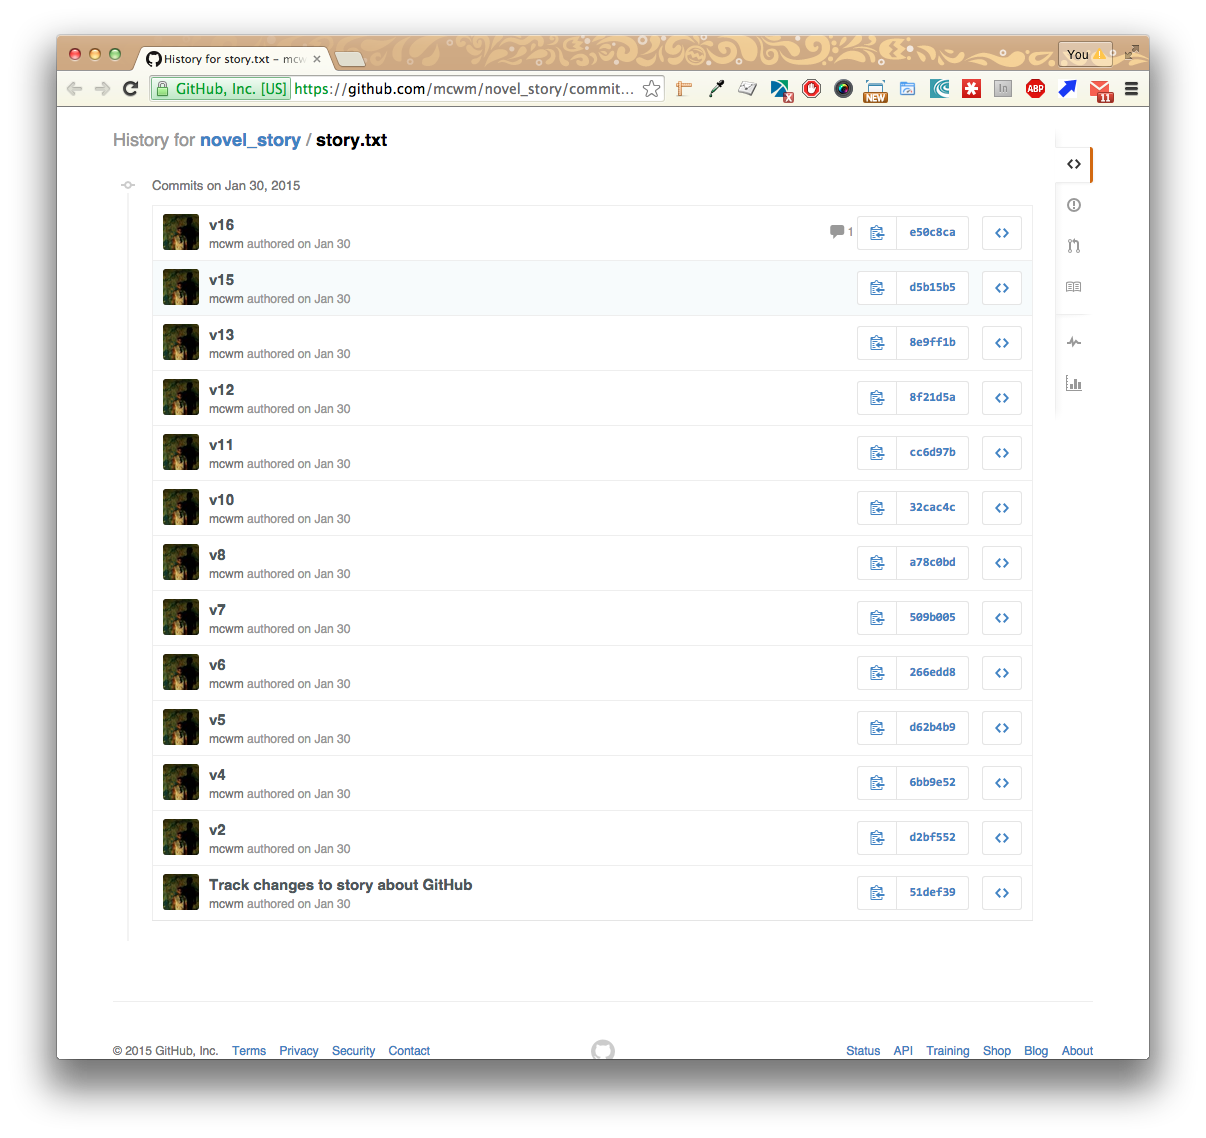 History for story.txt – mcw
You
GitHub, Inc. [US] https://github.com/mcwm/novel_story/commit...
NEW
In
ABP
11
History for novel_story / story.txt
Commits on Jan 30, 2015
v16
mcwm authored on Jan 30
1
e50c8ca
v15
mcwm authored on Jan 30
d5b15b5
v13
mcwm authored on Jan 30
8e9ff1b
v12
mcwm authored on Jan 30
8f21d5a
v11
mcwm authored on Jan 30
cc6d97b
v10
mcwm authored on Jan 30
32cac4c
v8
mcwm authored on Jan 30
a78c0bd
v7
mcwm authored on Jan 30
509b005
v6
mcwm authored on Jan 30
266edd8
v5
mcwm authored on Jan 30
d62b4b9
v4
mcwm authored on Jan 30
6bb9e52
v2
mcwm authored on Jan 30
d2bf552
Track changes to story about GitHub
mcwm authored on Jan 30
51def39
© 2015 GitHub, Inc. Terms Privacy Security Contact
Status API Training Shop Blog About